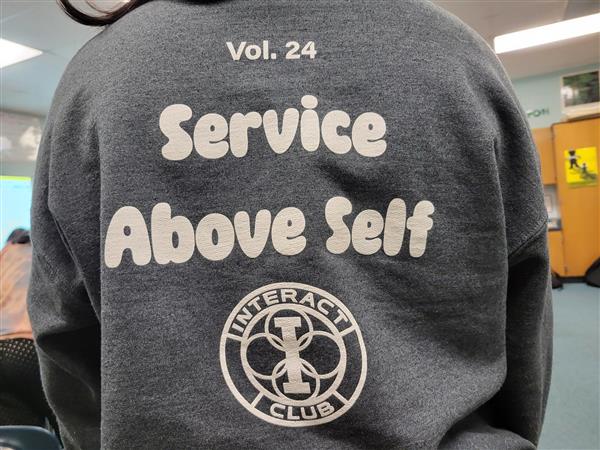 Vol. 24
Service
Above Self
INTERACT
I
CLUB